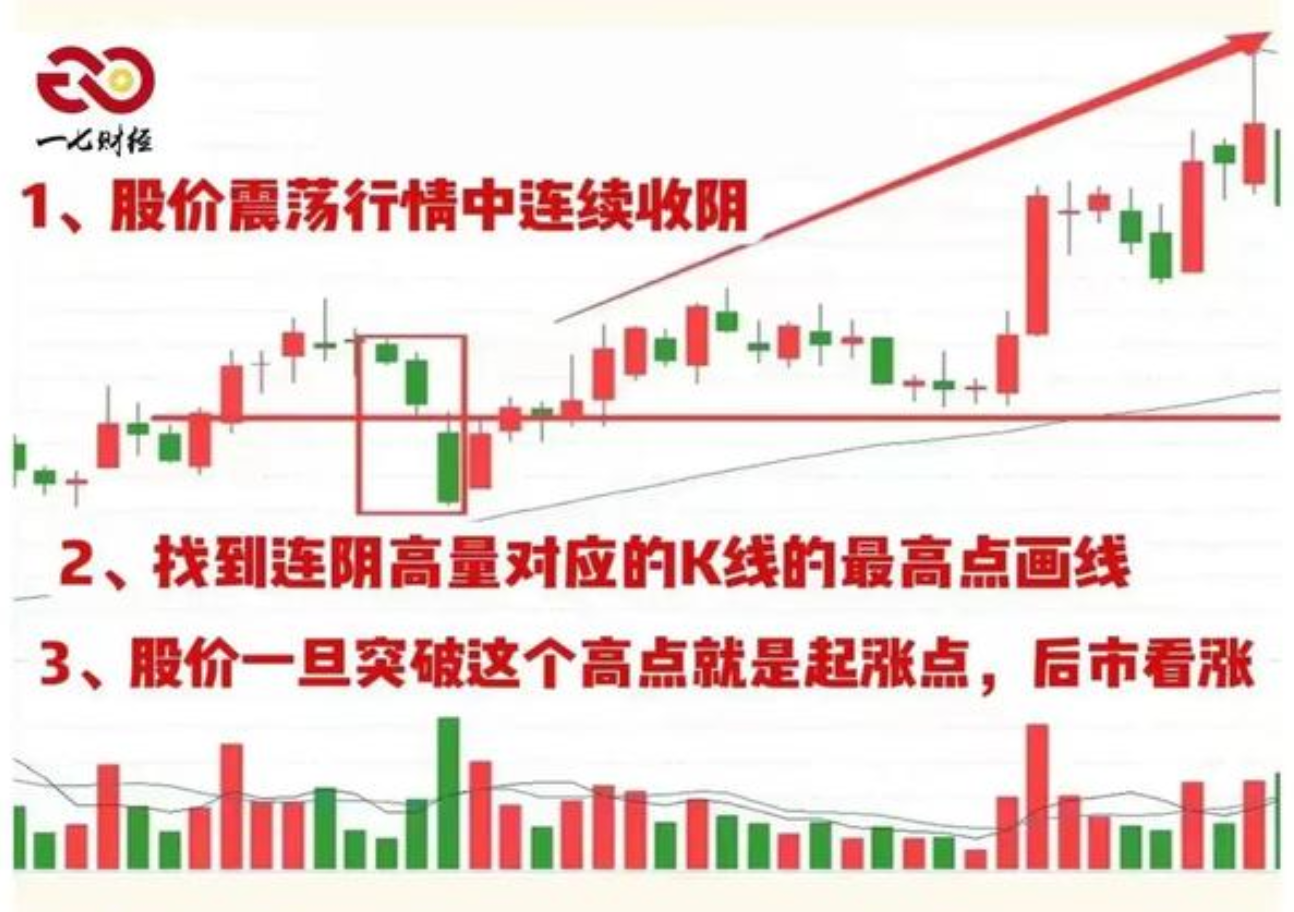 一七财经
1、股价震荡行情中连续收阴
2、找到连阴高量对应的K线的最高点画线
3、股价一旦突破这个高点就是起涨点，后市看涨